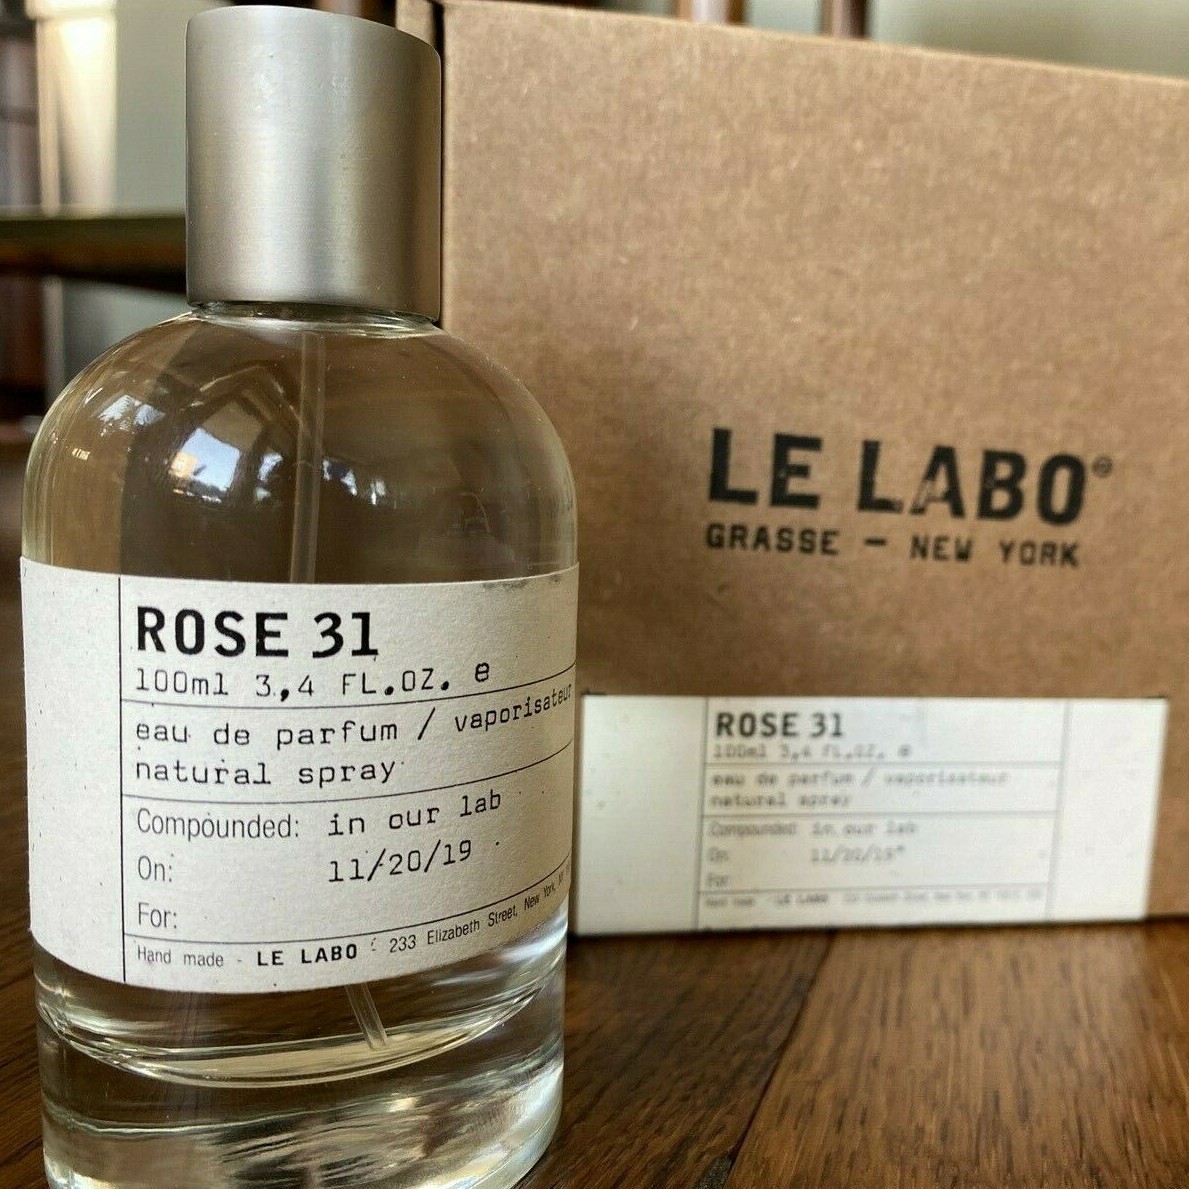 ROSE 31
100ml 3,4 FL.OZ. e
eau de parfum / vaporisateur
natural spray
Compounded: in our lab
On: 11/20/19
For:
Hand made - LE LABO - 233 Elizabeth Street, New York,
LE LABO®
GRASSE - NEW YORK
ROSE 31
100ml 3,4 FL.OZ. e
eau de parfum / vaporisateur
natural spray
Compounded: in our lab
On: 11/20/19
For:
LE LABO